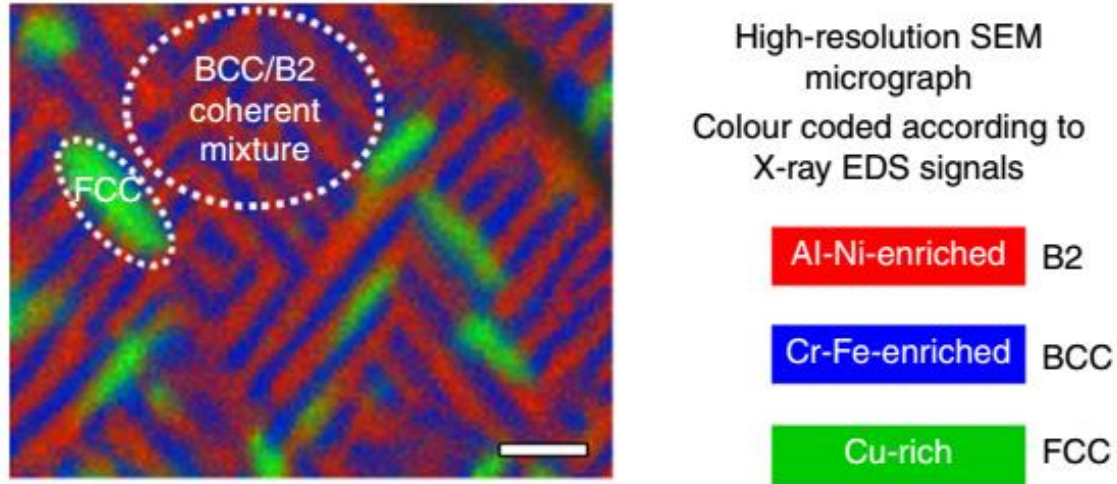 BCC/B2
coherent
mixture
FCC
High-resolution SEM
micrograph
Colour coded according to
X-ray EDS signals
Al-Ni-enriched B2
Cr-Fe-enriched BCC
Cu-rich FCC